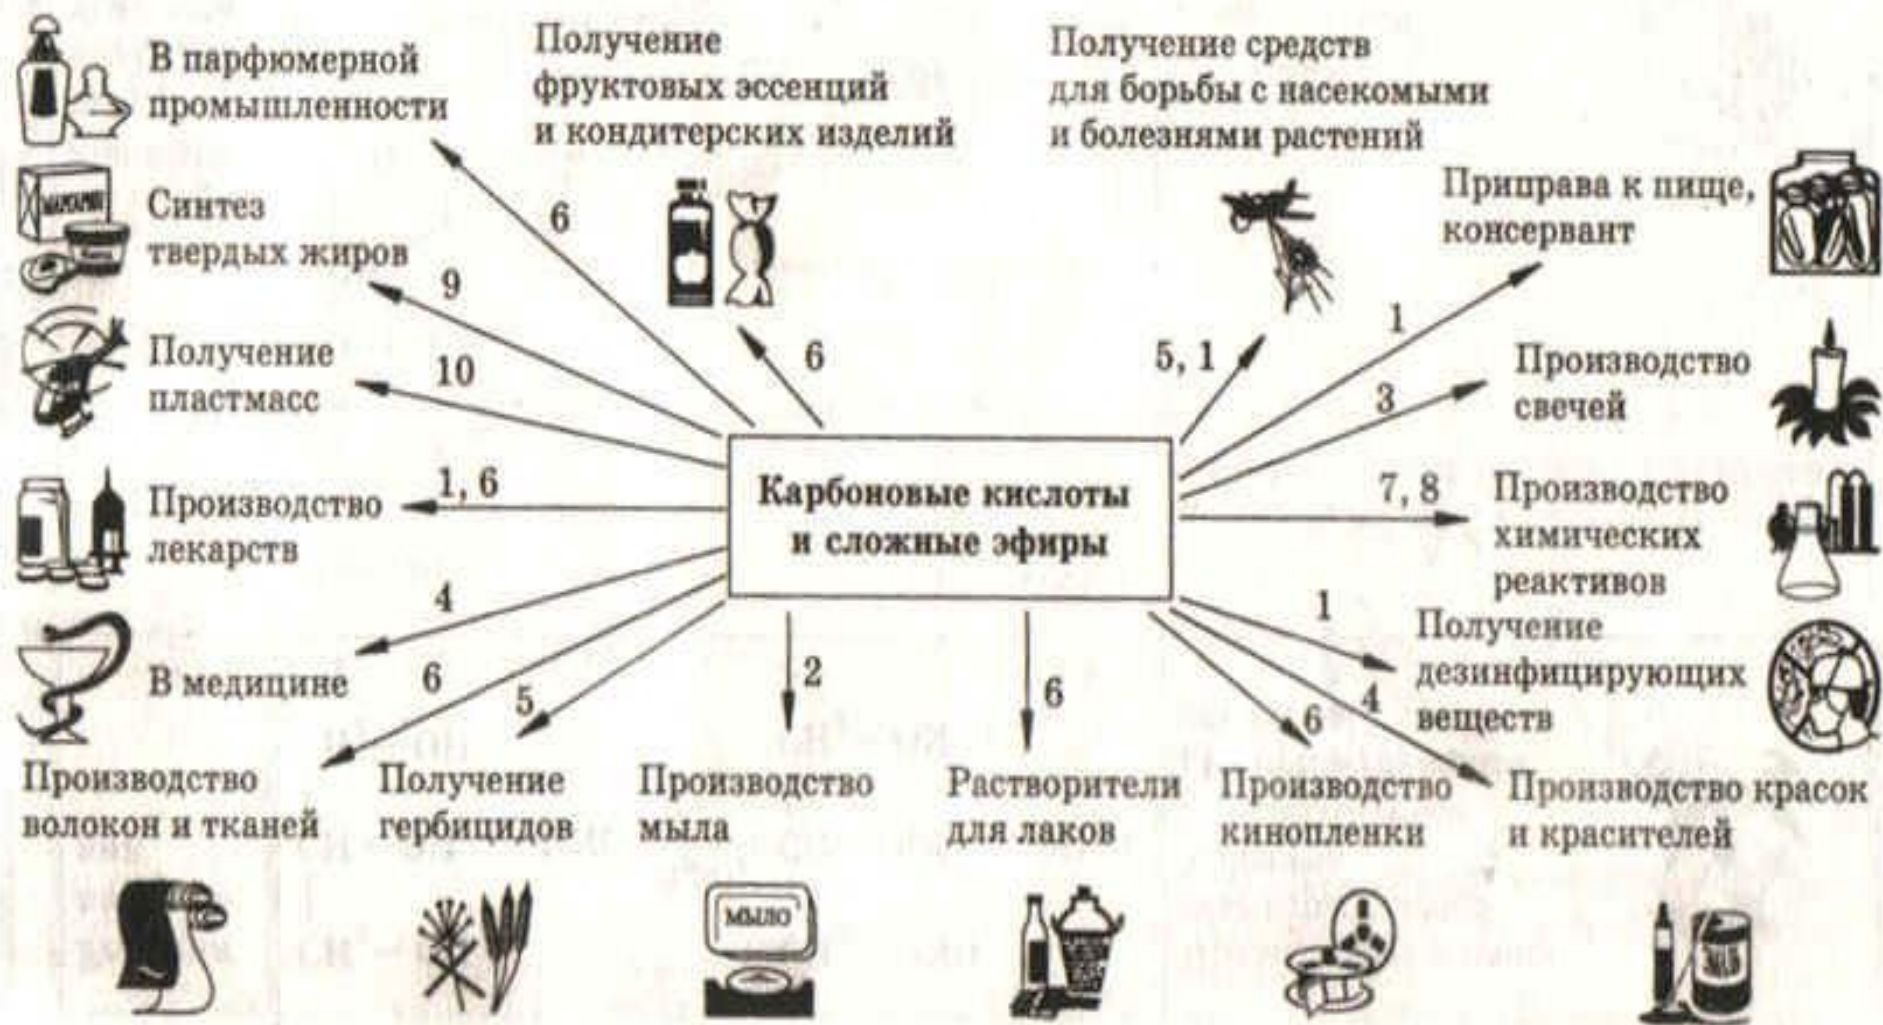 В парфюмерной
промышленности
Получение
фруктовых эссенций
и кондитерских изделий
Получение средств
для борьбы с насекомыми
и болезнями растений
Приправа к пище,
консервант
Синтез
твердых жиров
6
9
6
5, 1
1
Получение
пластмасс
10
3
Производство
свечей
Производство
лекарств
1, 6
Карбоновые кислоты
и сложные эфиры
7, 8
Производство
химических
реактивов
4
В медицине
6
5
2
6
6
4
1
Получение
дезинфицирующих
веществ
Производство
волокон и тканей
Получение
гербицидов
Производство
мыла
Растворители
для лаков
Производство
кинопленки
Производство красок
и красителей
МЫЛО